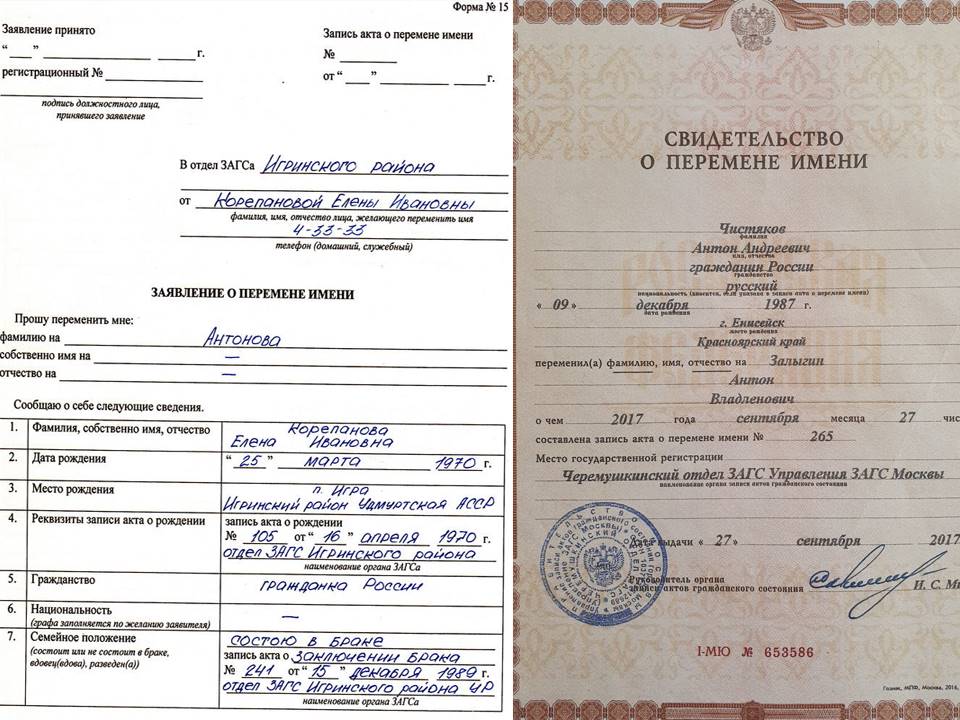 Форма № 15
Заявление принято
Запись акта о перемене имени
“ ___ ” ___ ___ г.
№ ___
регистрационный № ___
от “ ___ ” ___ ___ г.
подпись должностного лица,
принявшего заявление
В отдел ЗАГСа Игринского района
от Корепановой Елены Ивановны
фамилия, имя, отчество лица, желающего переменить имя
4-33-33
телефон (домашний, служебный)
ЗАЯВЛЕНИЕ О ПЕРЕМЕНЕ ИМЕНИ
Прошу переменить мне:
фамилию на Антонова
собственно имя на —
отчество на —
Сообщаю о себе следующие сведения.
1. Фамилия, собственно имя, отчество Корепанова
Елена Ивановна
2. Дата рождения “ 25 ” марта 1970 г.
3. Место рождения п. Игра
Игринский район Удмуртская АССР
4. Реквизиты записи акта о рождении запись акта о рождении
№ 105 от “ 16 ” апреля 1970 г.
отдел ЗАГС Игринского района
наименование органа ЗАГСа
5. Гражданство гражданка России
6. Национальность —
(графа заполняется по желанию заявителя)
7. Семейное положение состою в браке
(состоит или не состоит в браке, запись акта о заключении брака
вдовец(вдова), разведен(а)) № 241 от “ 15 ” декабря 1989 г.
отдел ЗАГС Игринского района УР
наименование органа ЗАГСа
СВИДЕТЕЛЬСТВО
О ПЕРЕМЕНЕ ИМЕНИ
Чистяков
фамилия
Антон Андреевич
имя, отчество
гражданин России
гражданство
русский
национальность (вносится, если указана в записи акта о перемене имени)
« 09 » декабря 1987 г.
дата рождения
г. Енисейск
место рождения
Красноярский край
переменил(а) фамилию, имя, отчество на Залыгин
Антон
Владленович
о чем 2017 года сентября месяца 27 чис
составлена запись акта о перемене имени № 265
Место государственной регистрации
Черемушкинский отдел ЗАГС Управления ЗАГС Москвы
наименование органа записи актов гражданского состояния
Дата выдачи « 27 » сентября 2017
Руководитель органа
записи актов гражданского состояния И. С. Ми
I-МЮ № 653586
Гознак, МПФ, Москва, 2016,